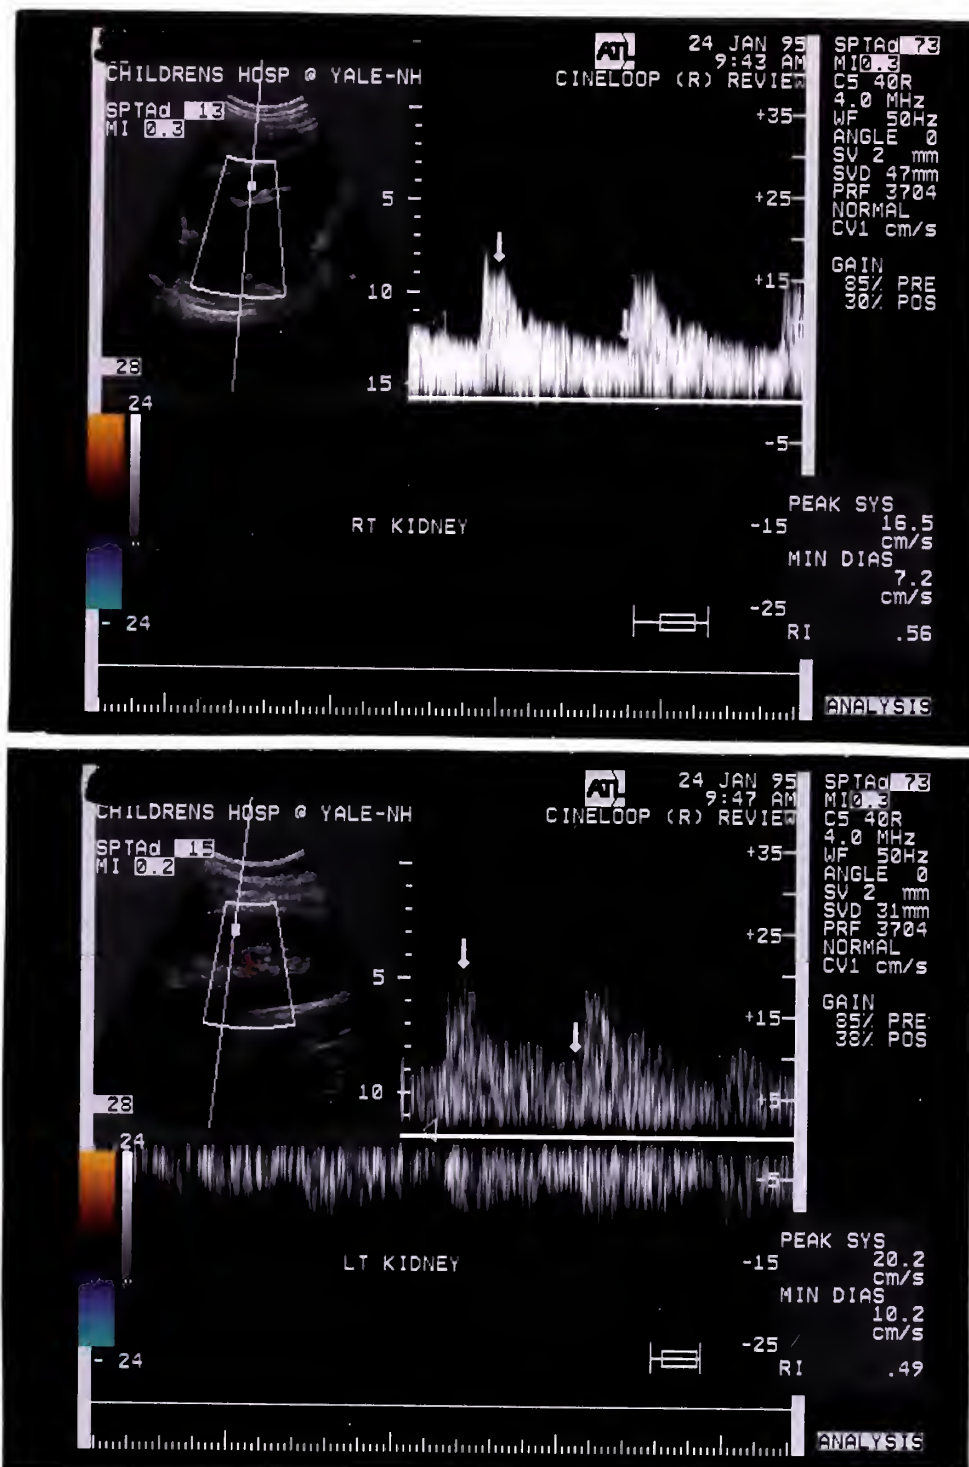 ATL
24 JAN 95
9:43 AM
CHILDRENS HOSP @ YALE-NH
CINELOOP (R) REVIEW
SPTAd 13
MI 0.3
SPTAd 73
MI 0.3
C5 40R
4.0 MHz
WF 50Hz
ANGLE 0
SV 2 mm
SVD 47mm
PRF 3704
NORMAL
CV1 cm/s
GAIN
85% PRE
30% POS
5
10
15
+35
+25
+15
-5
-15
-25
28
24
- 24
RT KIDNEY
PEAK SYS
16.5
cm/s
MIN DIAS
7.2
cm/s
RI .56
ANALYSIS
ATL
24 JAN 95
9:47 AM
CHILDRENS HOSP @ YALE-NH
CINELOOP (R) REVIEW
SPTAd 15
MI 0.2
SPTAd 73
MI 0.3
C5 40R
4.0 MHz
WF 50Hz
ANGLE 0
SV 2 mm
SVD 31mm
PRF 3704
NORMAL
CV1 cm/s
GAIN
85% PRE
38% POS
5
10
+35
+25
+15
+5
-5
-15
-25
28
24
- 24
LT KIDNEY
PEAK SYS
20.2
cm/s
MIN DIAS
10.2
cm/s
RI .49
ANALYSIS